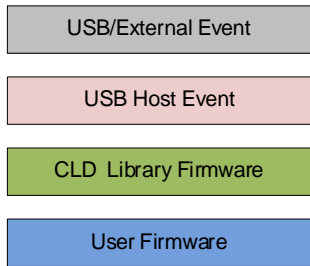 USB/External Event
USB Host Event
CLD Library Firmware
User Firmware